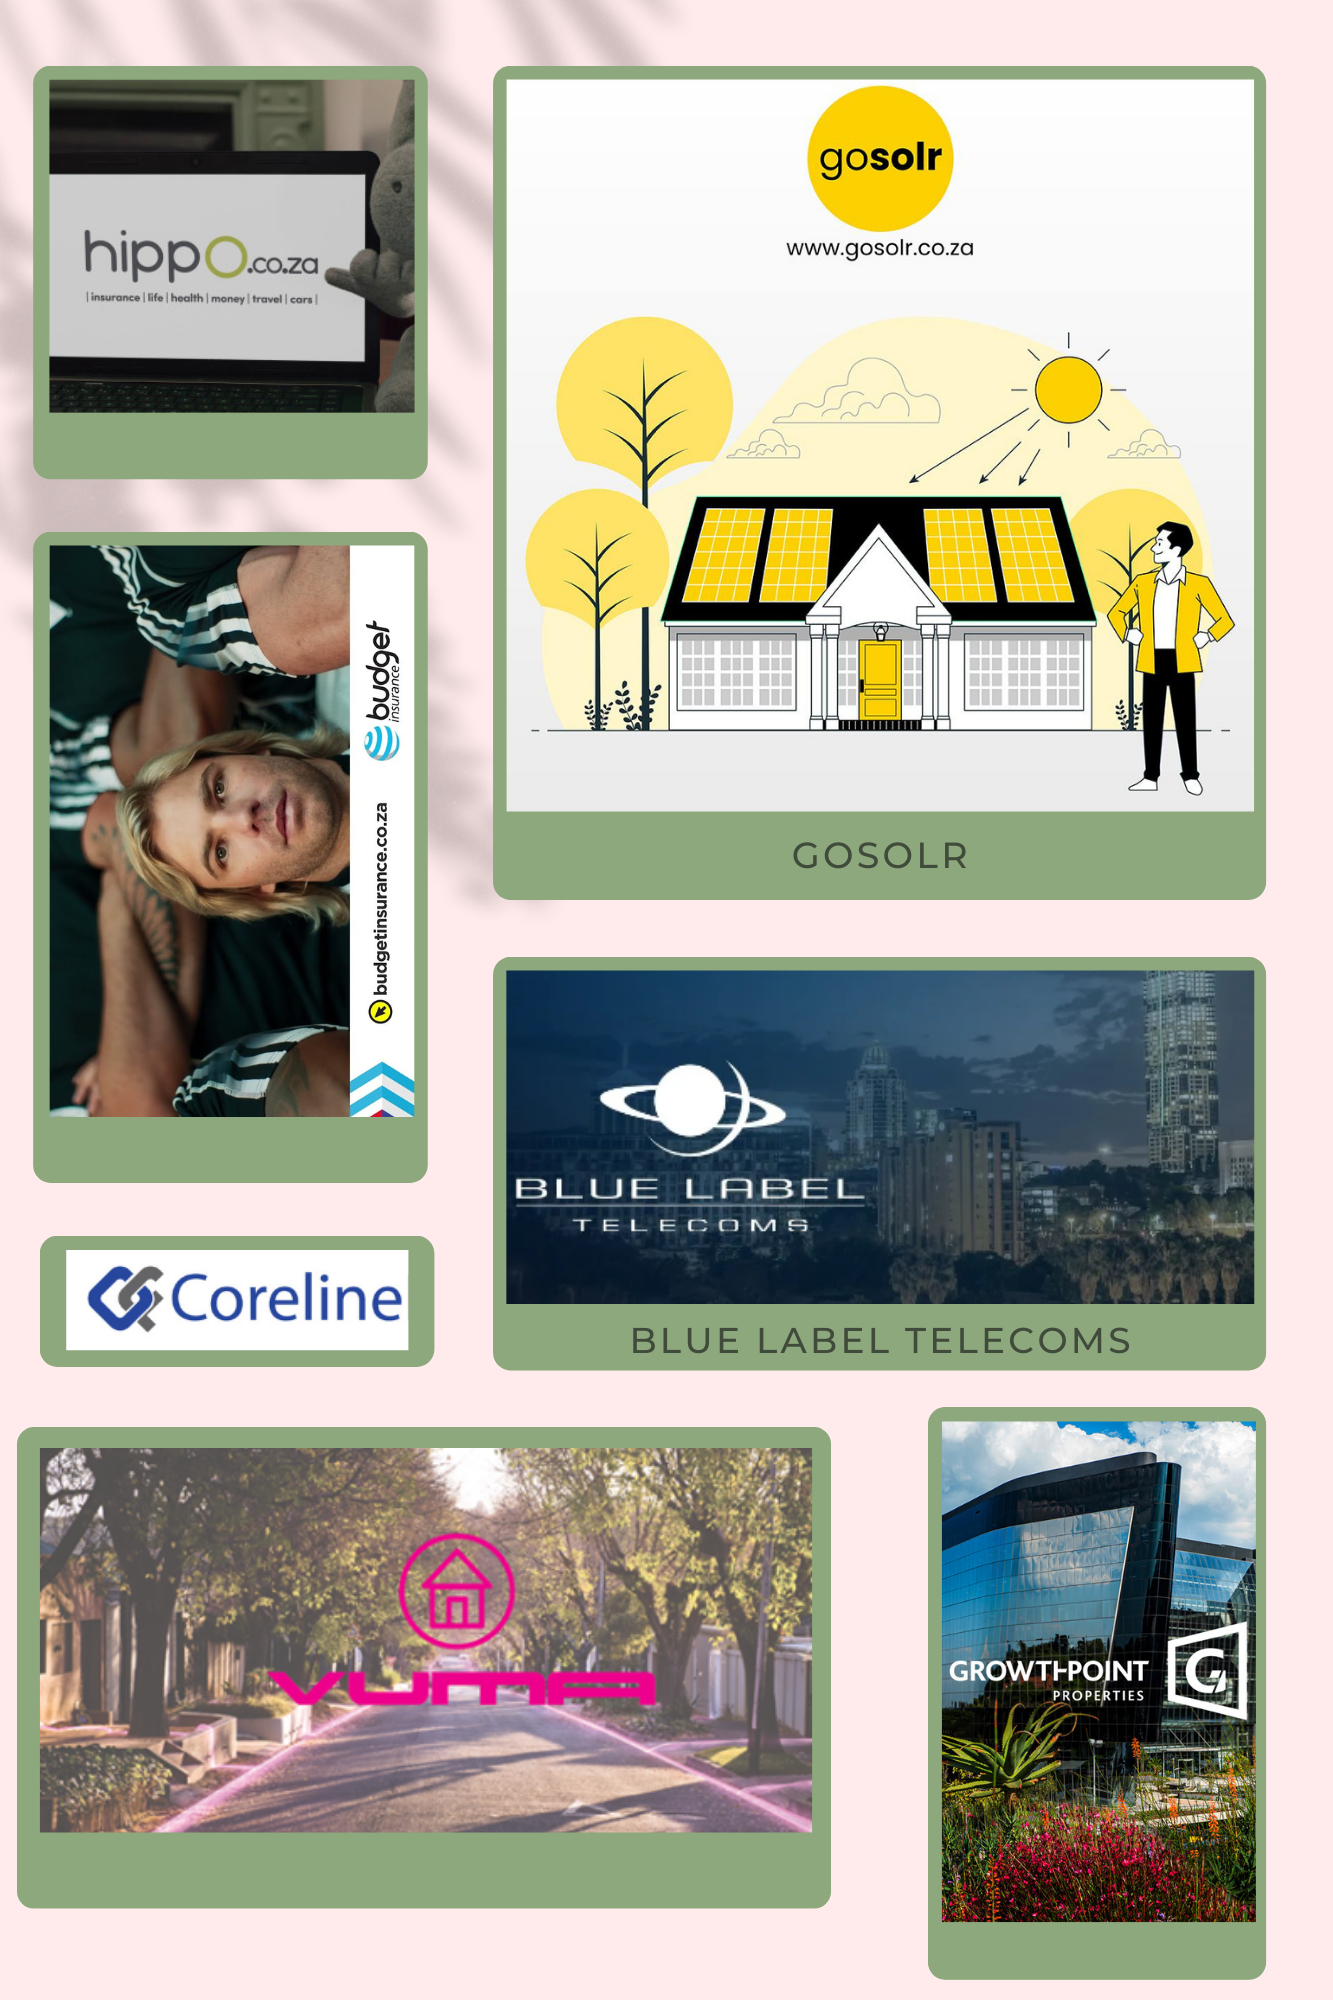 hippo.co.za
| insurance | life | health | money | travel | cars |
gosolr
www.gosolr.co.za
GOSOLR
budget
insurance
budgetinsurance.co.za
BLUE LABEL
TELECOMS
BLUE LABEL TELECOMS
Coreline
VUMA
GROWTHPOINT
PROPERTIES
G